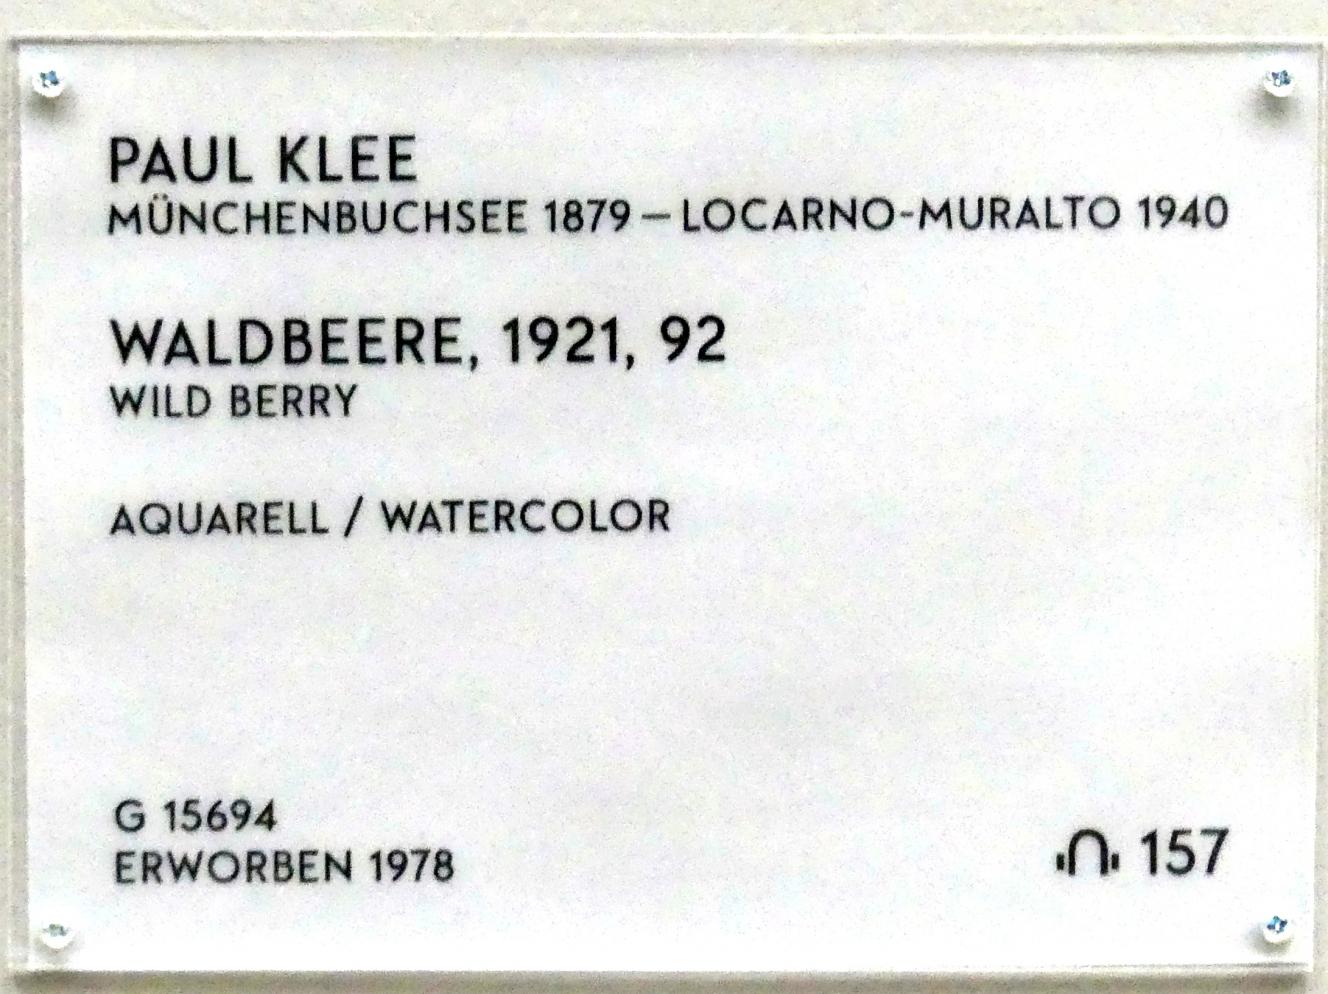 PAUL KLEE
MÜNCHENBUCHSEE 1879 – LOCARNO-MURALTO 1940
WALDBEERE, 1921, 92
WILD BERRY
AQUARELL / WATERCOLOR
G 15694
ERWORBEN 1978
157